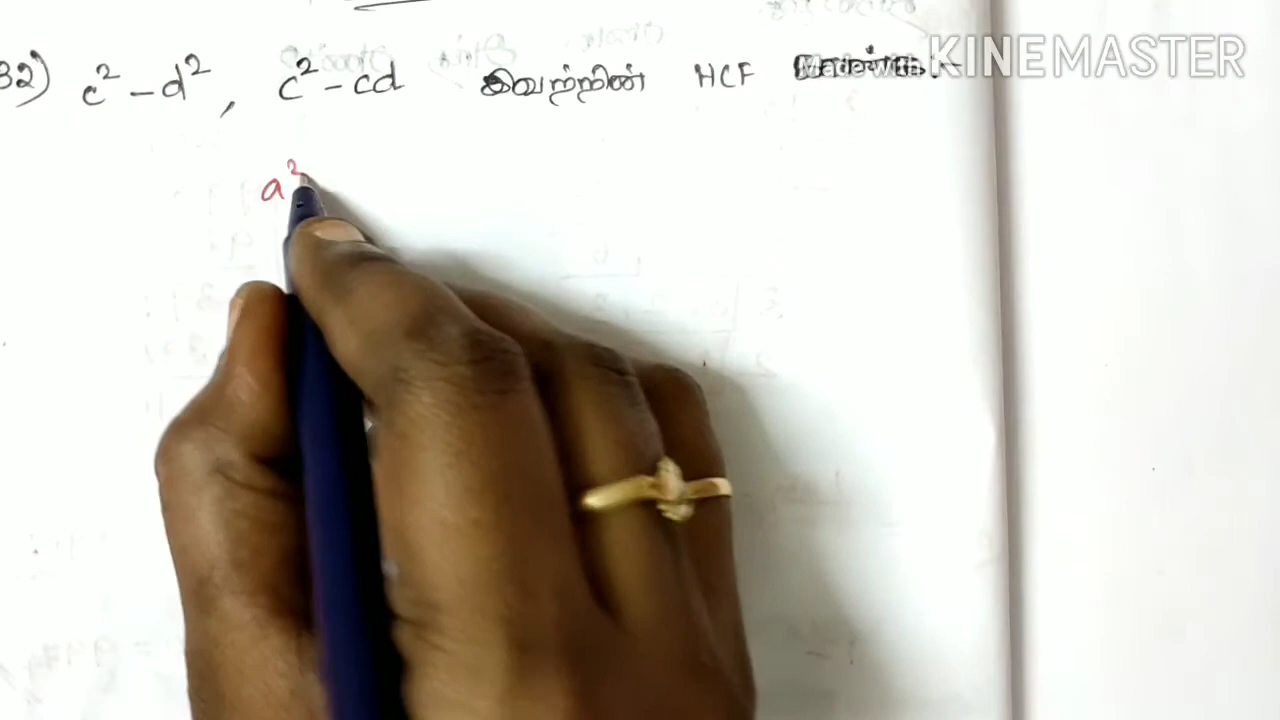 32) c² - d² , c² - cd இவற்றின் HCF காண்க:-
a²
KINEMASTER